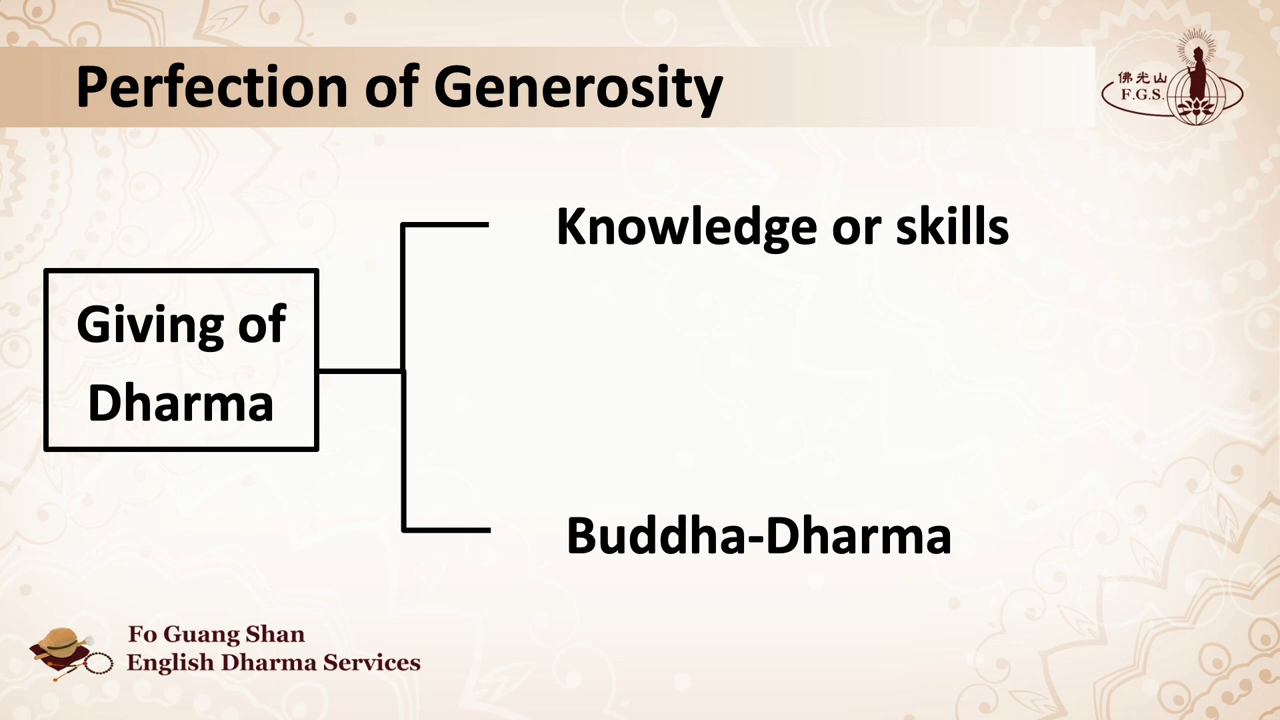 Perfection of Generosity
佛光山
F.G.S.
Knowledge or skills
Giving of
Dharma
Buddha-Dharma
Fo Guang Shan
English Dharma Services